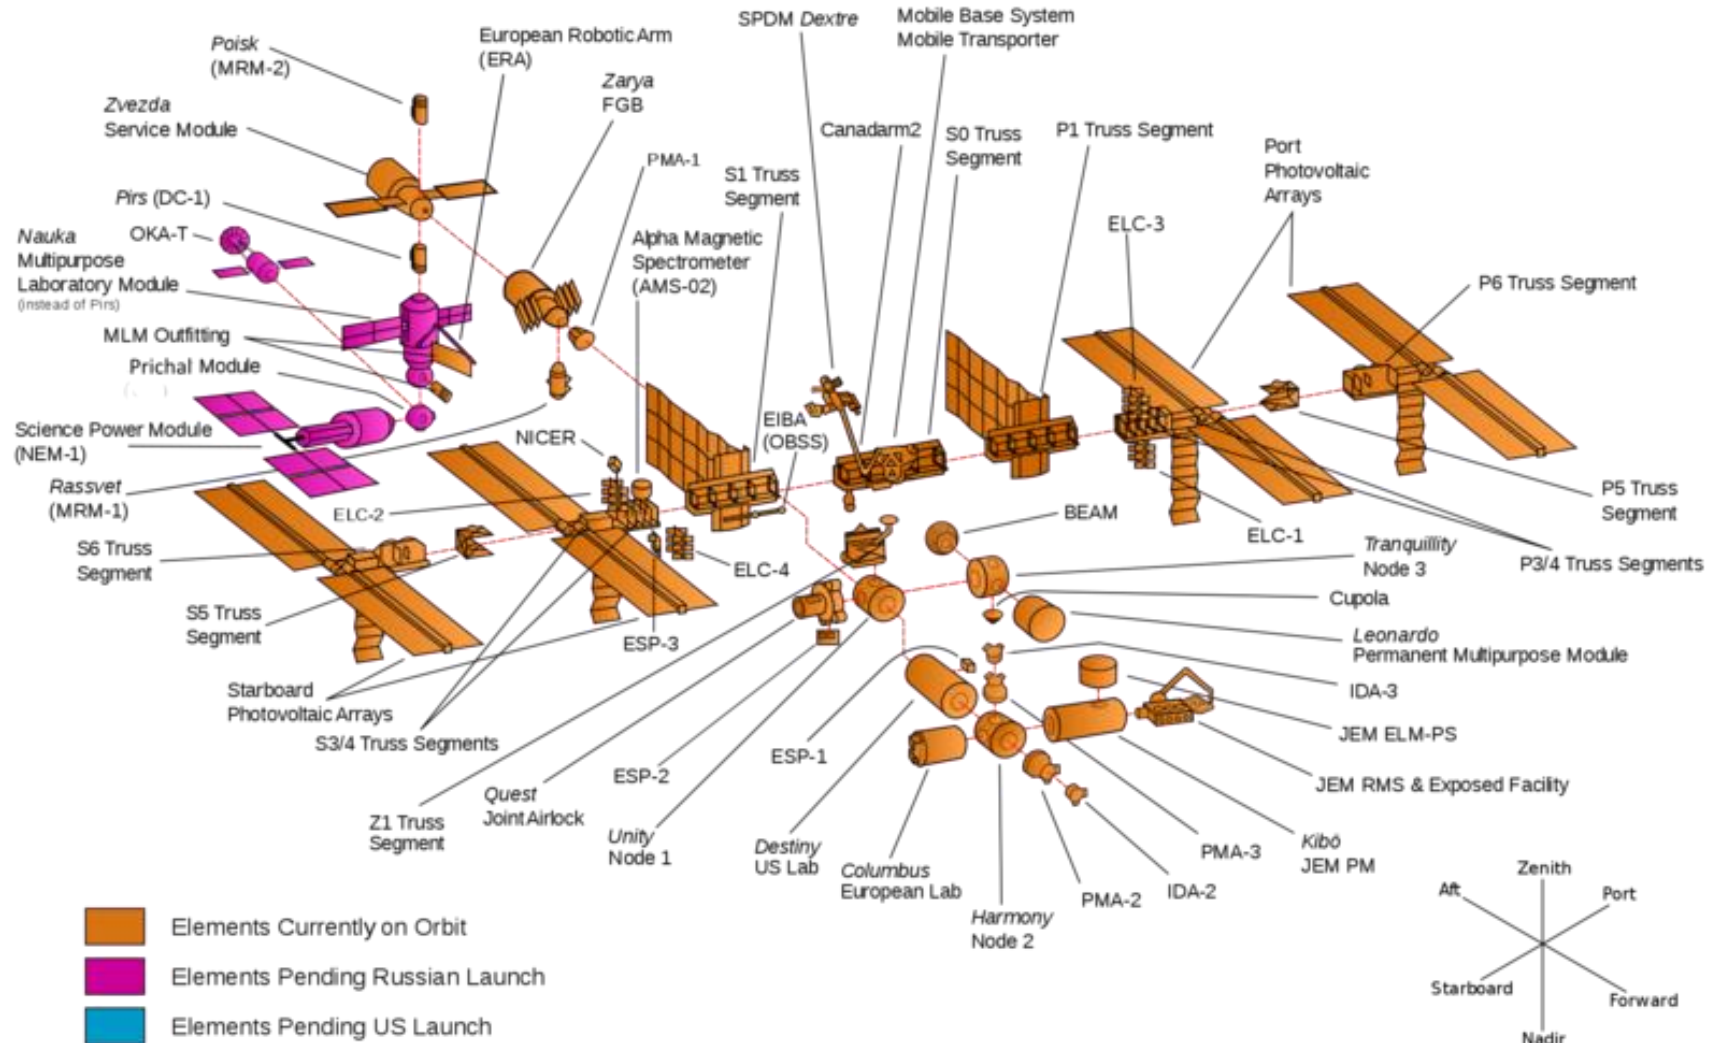 SPDM Dextre
Mobile Base System
Mobile Transporter
European Robotic Arm
(ERA)
Poisk
(MRM-2)
Zarya
FGB
Zvezda
Service Module
Canadarm2
S0 Truss
Segment
P1 Truss Segment
Port
Photovoltaic
Arrays
PMA-1
S1 Truss
Segment
Pirs (DC-1)
OKA-T
Nauka
Multipurpose
Laboratory Module
(instead of Pirs)
Alpha Magnetic
Spectrometer
(AMS-02)
ELC-3
P6 Truss Segment
MLM Outfitting
Prichal Module
Science Power Module
(NEM-1)
Rassvet
(MRM-1)
NICER
EIBA
(OBSS)
ELC-2
S6 Truss
Segment
S5 Truss
Segment
ELC-4
BEAM
ELC-1
P5 Truss
Segment
Tranquillity
Node 3
P3/4 Truss Segments
Cupola
Leonardo
Permanent Multipurpose Module
IDA-3
JEM ELM-PS
JEM RMS & Exposed Facility
ESP-3
Starboard
Photovoltaic Arrays
S3/4 Truss Segments
ESP-1
ESP-2
Quest
Joint Airlock
Z1 Truss
Segment
Unity
Node 1
Destiny
US Lab
Columbus
European Lab
Harmony
Node 2
PMA-2
IDA-2
PMA-3
Kibō
JEM PM
Zenith
Aft
Port
Starboard
Forward
Nadir
Elements Currently on Orbit
Elements Pending Russian Launch
Elements Pending US Launch